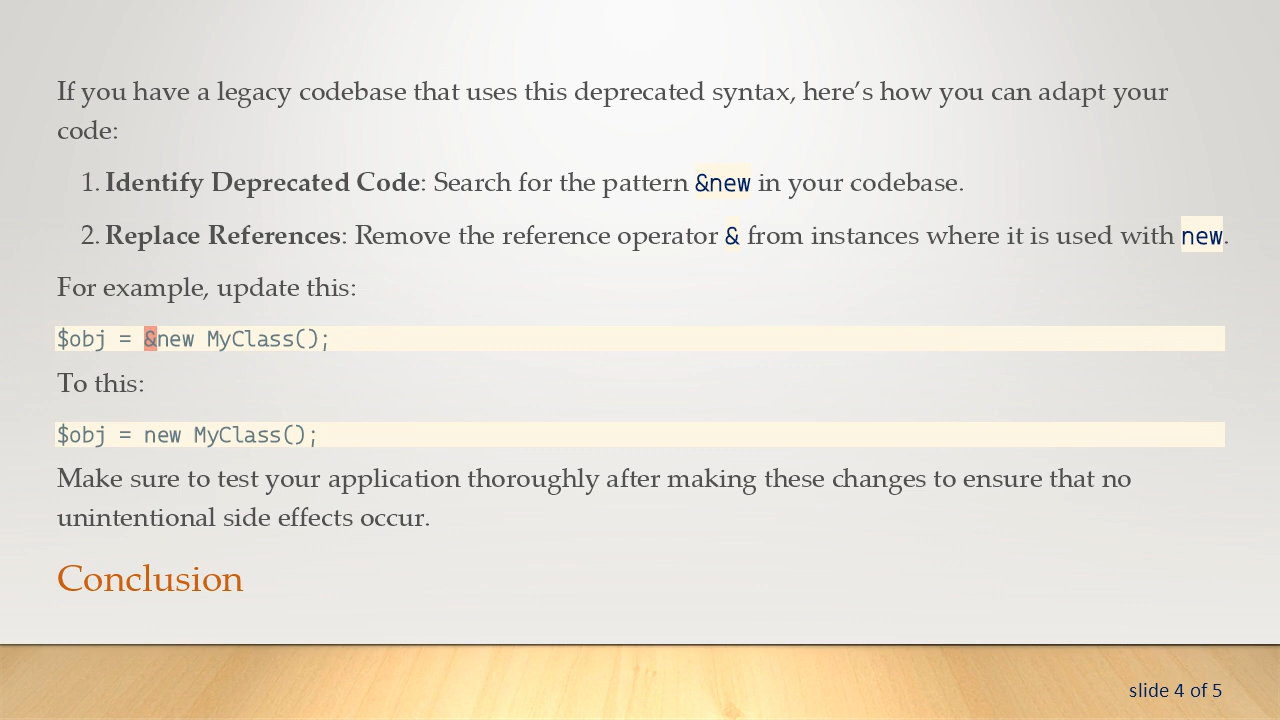 If you have a legacy codebase that uses this deprecated syntax, here’s how you can adapt your
code:
1. Identify Deprecated Code: Search for the pattern &new in your codebase.
2. Replace References: Remove the reference operator & from instances where it is used with new.
For example, update this:
$obj = &new MyClass();
To this:
$obj = new MyClass();
Make sure to test your application thoroughly after making these changes to ensure that no
unintentional side effects occur.
Conclusion
slide 4 of 5